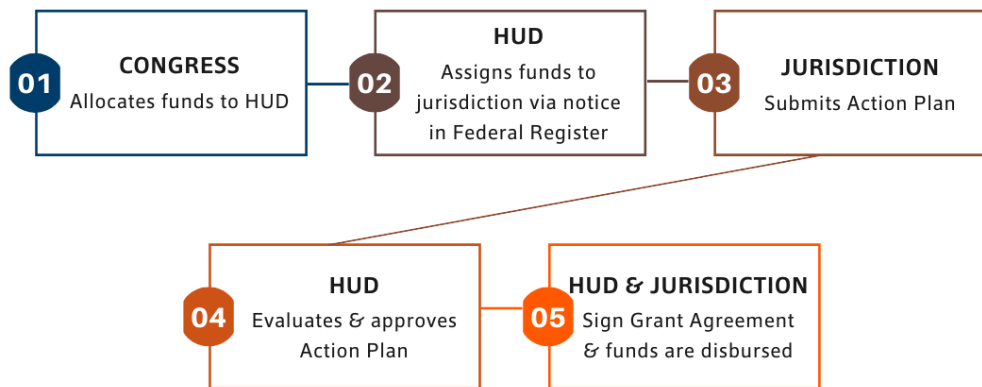 01
CONGRESS
Allocates funds to HUD
02
HUD
Assigns funds to
jurisdiction via notice
in Federal Register
03
JURISDICTION
Submits Action Plan
04
HUD
Evaluates & approves
Action Plan
05
HUD & JURISDICTION
Sign Grant Agreement
& funds are disbursed